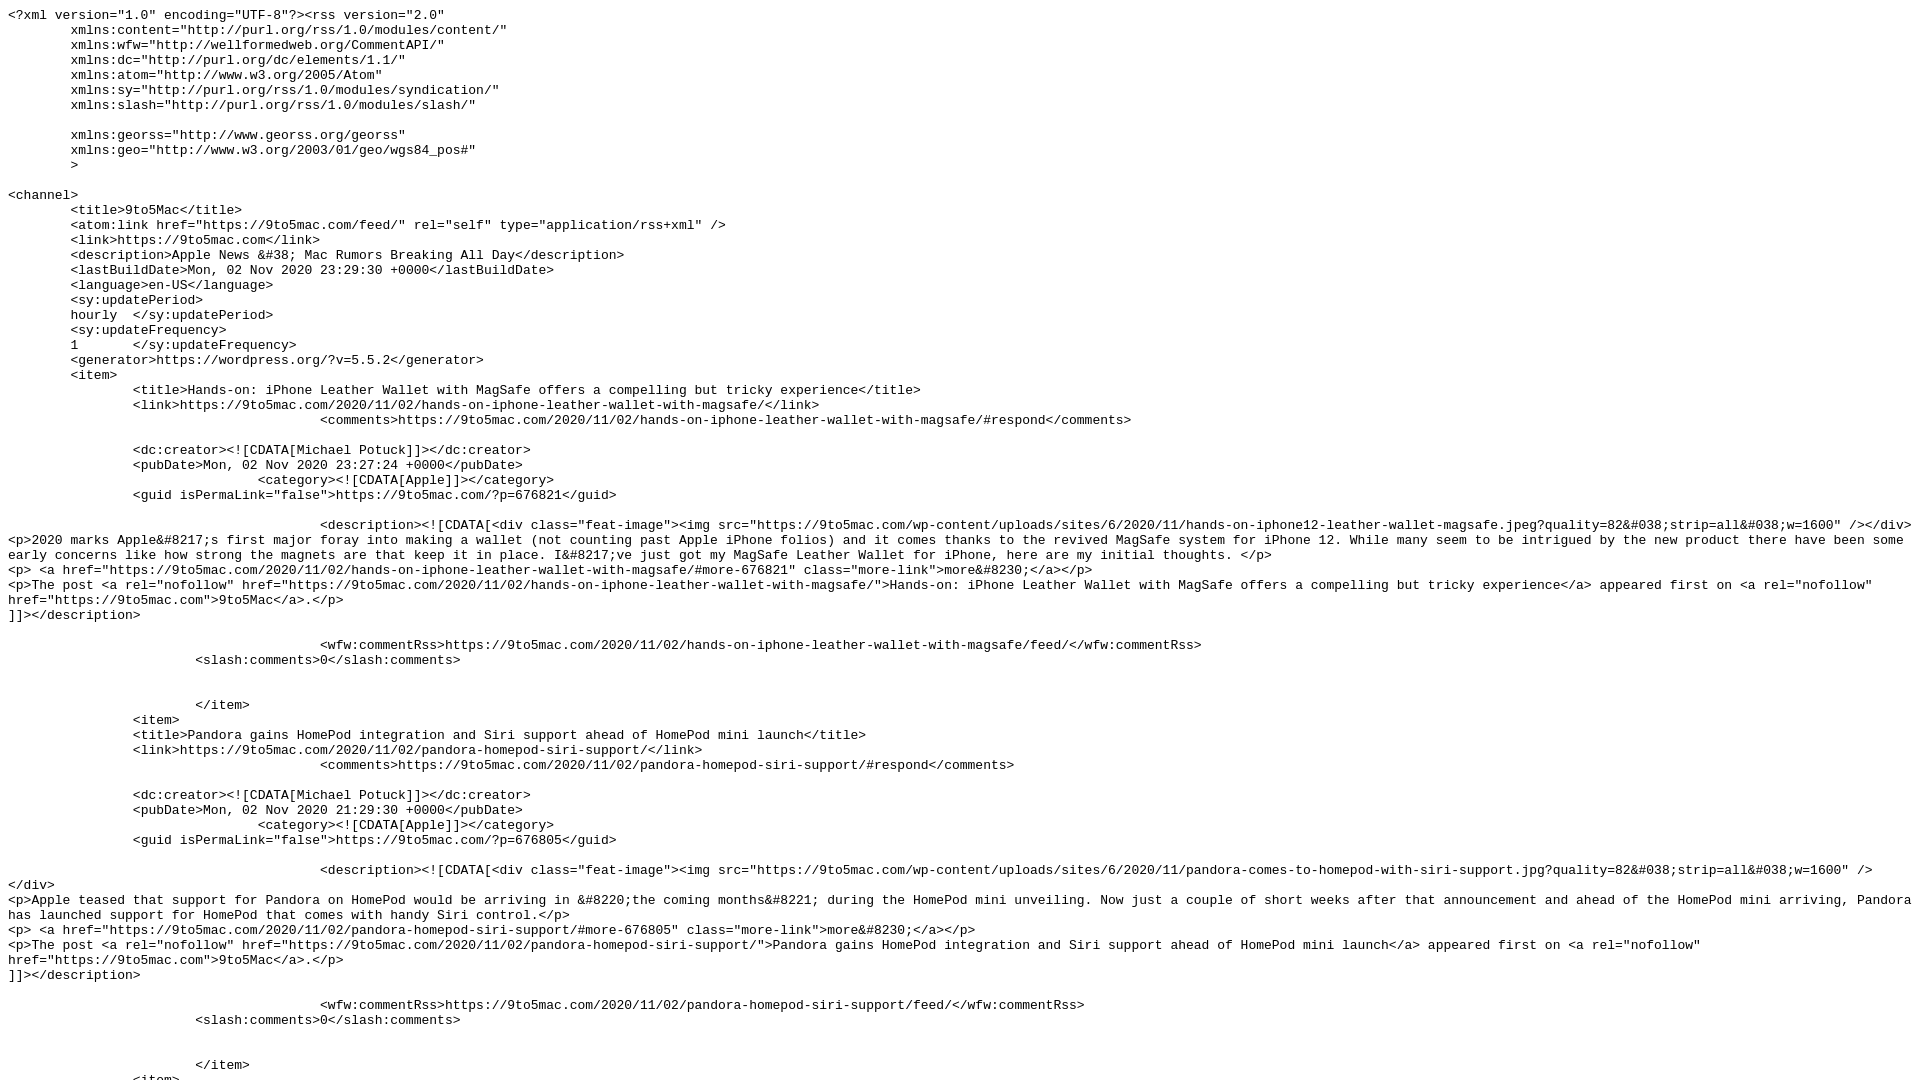 <?xml version="1.0" encoding="UTF-8"?><rss version="2.0"
xmlns:content="http://purl.org/rss/1.0/modules/content/"
xmlns:wfw="http://wellformedweb.org/CommentAPI/"
xmlns:dc="http://purl.org/dc/elements/1.1/"
xmlns:atom="http://www.w3.org/2005/Atom"
xmlns:sy="http://purl.org/rss/1.0/modules/syndication/"
xmlns:slash="http://purl.org/rss/1.0/modules/slash/"
xmlns:georss="http://www.georss.org/georss"
xmlns:geo="http://www.w3.org/2003/01/geo/wgs84_pos#"
>
<channel>
<title>9to5Mac</title>
<atom:link href="https://9to5mac.com/feed/" rel="self" type="application/rss+xml" />
<link>https://9to5mac.com</link>
<description>Apple News &#38; Mac Rumors Breaking All Day</description>
<lastBuildDate>Mon, 02 Nov 2020 23:29:30 +0000</lastBuildDate>
<language>en-US</language>
<sy:updatePeriod>
hourly  </sy:updatePeriod>
<sy:updateFrequency>
1       </sy:updateFrequency>
<generator>https://wordpress.org/?v=5.5.2</generator>
<item>
<title>Hands-on: iPhone Leather Wallet with MagSafe offers a compelling but tricky experience</title>
<link>https://9to5mac.com/2020/11/02/hands-on-iphone-leather-wallet-with-magsafe/</link>
<comments>https://9to5mac.com/2020/11/02/hands-on-iphone-leather-wallet-with-magsafe/#respond</comments>
<dc:creator><![CDATA[Michael Potuck]]></dc:creator>
<pubDate>Mon, 02 Nov 2020 23:27:24 +0000</pubDate>
<category><![CDATA[Apple]]></category>
<guid isPermaLink="false">https://9to5mac.com/?p=676821</guid>
<description><![CDATA[<div class="feat-image"><img src="https://9to5mac.com/wp-content/uploads/sites/6/2020/11/hands-on-iphone12-leather-wallet-magsafe.jpeg?quality=82&#038;strip=all&#038;w=1600" /></div>
<p>2020 marks Apple&#8217;s first major foray into making a wallet (not counting past Apple iPhone folios) and it comes thanks to the revived MagSafe system for iPhone 12. While many seem to be intrigued by the new product there have been some
early concerns like how strong the magnets are that keep it in place. I&#8217;ve just got my MagSafe Leather Wallet for iPhone, here are my initial thoughts. </p>
<p> <a href="https://9to5mac.com/2020/11/02/hands-on-iphone-leather-wallet-with-magsafe/#more-676821" class="more-link">more&#8230;</a></p>
<p>The post <a rel="nofollow" href="https://9to5mac.com/2020/11/02/hands-on-iphone-leather-wallet-with-magsafe/">Hands-on: iPhone Leather Wallet with MagSafe offers a compelling but tricky experience</a> appeared first on <a rel="nofollow"
href="https://9to5mac.com">9to5Mac</a>.</p>
]]></description>
<wfw:commentRss>https://9to5mac.com/2020/11/02/hands-on-iphone-leather-wallet-with-magsafe/feed/</wfw:commentRss>
<slash:comments>0</slash:comments>
</item>
<item>
<title>Pandora gains HomePod integration and Siri support ahead of HomePod mini launch</title>
<link>https://9to5mac.com/2020/11/02/pandora-homepod-siri-support/</link>
<comments>https://9to5mac.com/2020/11/02/pandora-homepod-siri-support/#respond</comments>
<dc:creator><![CDATA[Michael Potuck]]></dc:creator>
<pubDate>Mon, 02 Nov 2020 21:29:30 +0000</pubDate>
<category><![CDATA[Apple]]></category>
<guid isPermaLink="false">https://9to5mac.com/?p=676805</guid>
<description><![CDATA[<div class="feat-image"><img src="https://9to5mac.com/wp-content/uploads/sites/6/2020/11/pandora-comes-to-homepod-with-siri-support.jpg?quality=82&#038;strip=all&#038;w=1600" />
</div>
<p>Apple teased that support for Pandora on HomePod would be arriving in &#8220;the coming months&#8221; during the HomePod mini unveiling. Now just a couple of short weeks after that announcement and ahead of the HomePod mini arriving, Pandora
has launched support for HomePod that comes with handy Siri control.</p>
<p> <a href="https://9to5mac.com/2020/11/02/pandora-homepod-siri-support/#more-676805" class="more-link">more&#8230;</a></p>
<p>The post <a rel="nofollow" href="https://9to5mac.com/2020/11/02/pandora-homepod-siri-support/">Pandora gains HomePod integration and Siri support ahead of HomePod mini launch</a> appeared first on <a rel="nofollow"
href="https://9to5mac.com">9to5Mac</a>.</p>
]]></description>
<wfw:commentRss>https://9to5mac.com/2020/11/02/pandora-homepod-siri-support/feed/</wfw:commentRss>
<slash:comments>0</slash:comments>
</item>
<item>